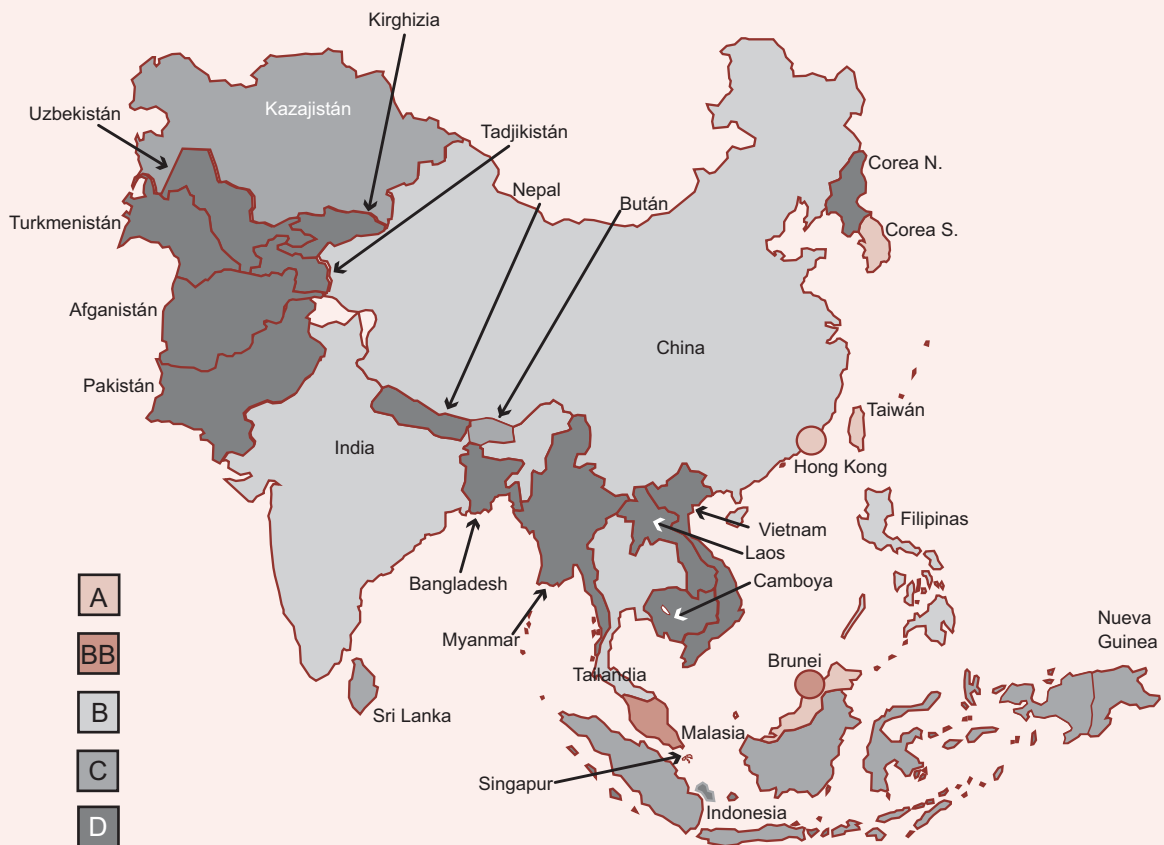 Kirghizia
Kazajistán
Uzbekistán
Tadjikistán
Nepal
Bután
Corea N.
Turkmenistán
Corea S.
Afganistán
China
Pakistán
Taiwán
India
Hong Kong
Filipinas
Vietnam
Laos
Bangladesh
Camboya
Myanmar
Nueva
Guinea
Brunei
Tailandia
Sri Lanka
Malasia
Singapur
Indonesia
A
BB
B
C
D